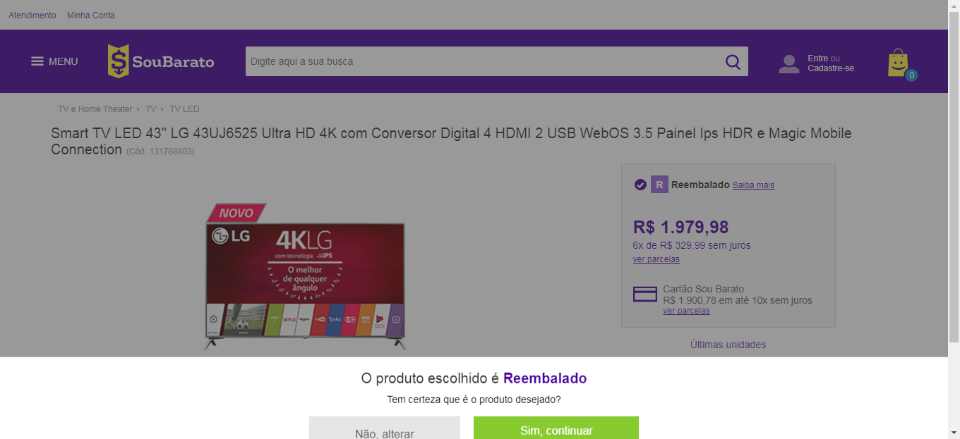 Atendimento Minha Conta
MENU
SouBarato
Digite aqui a sua busca
Entre ou
Cadastre-se
0
TV e Home Theater › TV › TV LED
Smart TV LED 43" LG 43UJ6525 Ultra HD 4K com Conversor Digital 4 HDMI 2 USB WebOS 3.5 Painel Ips HDR e Magic Mobile
Connection (Cód. 131788803)
NOVO
LG
4KLG
com tecnologia IPS
O melhor
de qualquer
ângulo
R Reembalado Saiba mais
R$ 1.979,98
6x de R$ 329,99 sem juros
ver parcelas
Cartão Sou Barato
R$ 1.900,78 em até 10x sem juros
ver parcelas
Últimas unidades
O produto escolhido é Reembalado
Tem certeza que é o produto desejado?
Não, alterar
Sim, continuar